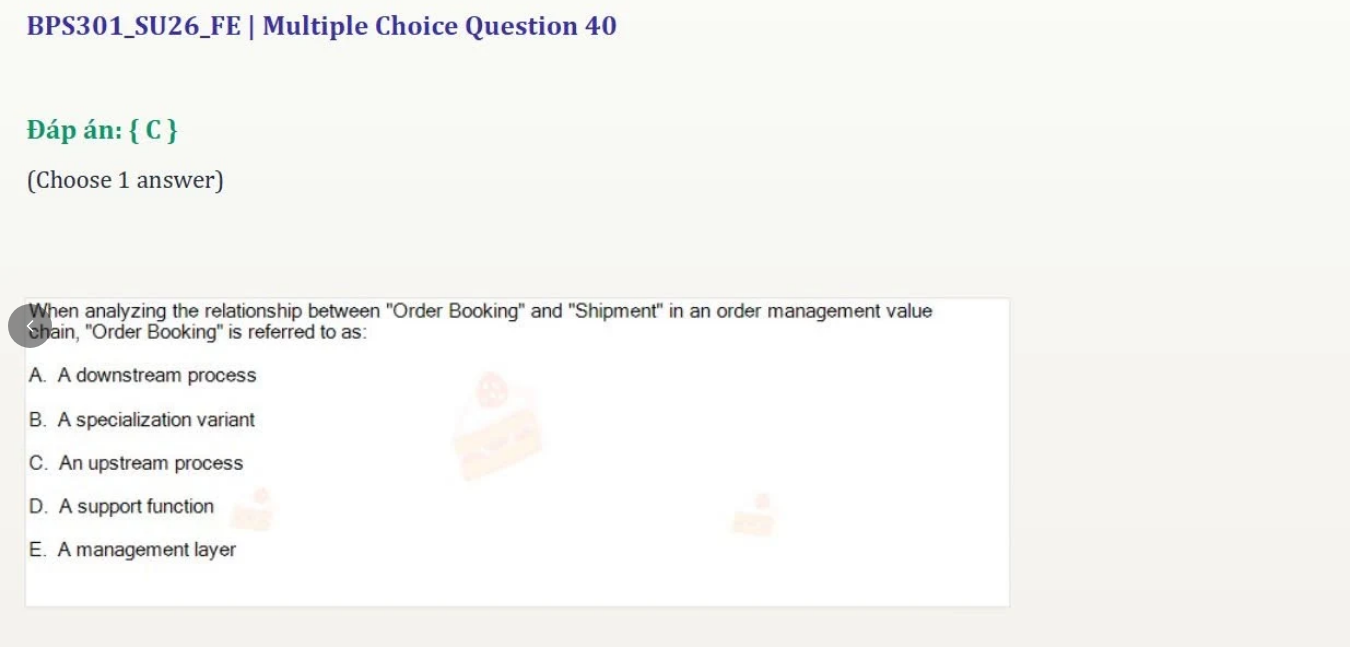 BPS301_SU26_FE | Multiple Choice Question 40
Đáp án: { C }
(Choose 1 answer)
When analyzing the relationship between "Order Booking" and "Shipment" in an order management value
chain, "Order Booking" is referred to as:
A. A downstream process
B. A specialization variant
C. An upstream process
D. A support function
E. A management layer